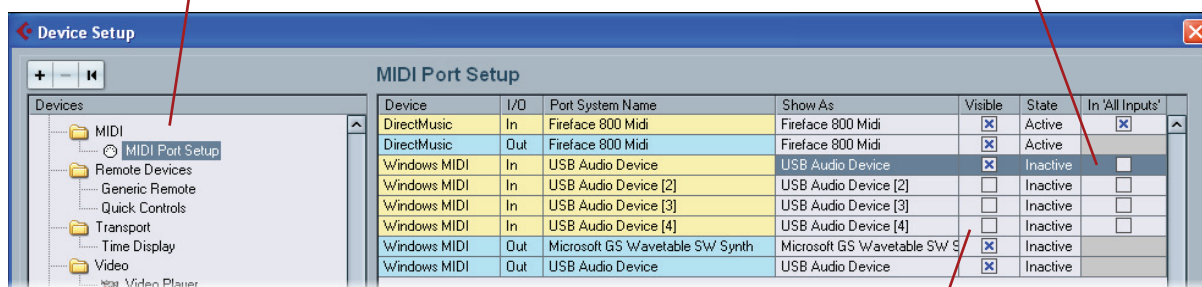 Device Setup
+ -
MIDI Port Setup
Devices
Device I/O Port System Name Show As Visible State In 'All Inputs'
MIDI
DirectMusic In Fireface 800 Midi Fireface 800 Midi Active
MIDI Port Setup
DirectMusic Out Fireface 800 Midi Fireface 800 Midi Active
Remote Devices
Windows MIDI In USB Audio Device USB Audio Device Inactive
Generic Remote
Windows MIDI In USB Audio Device [2] USB Audio Device [2] Inactive
Quick Controls
Windows MIDI In USB Audio Device [3] USB Audio Device [3] Inactive
Transport
Windows MIDI In USB Audio Device [4] USB Audio Device [4] Inactive
Time Display
Windows MIDI Out Microsoft GS Wavetable SW Synth Microsoft GS Wavetable SW S Inactive
Video
Windows MIDI Out USB Audio Device USB Audio Device Inactive
Video Player